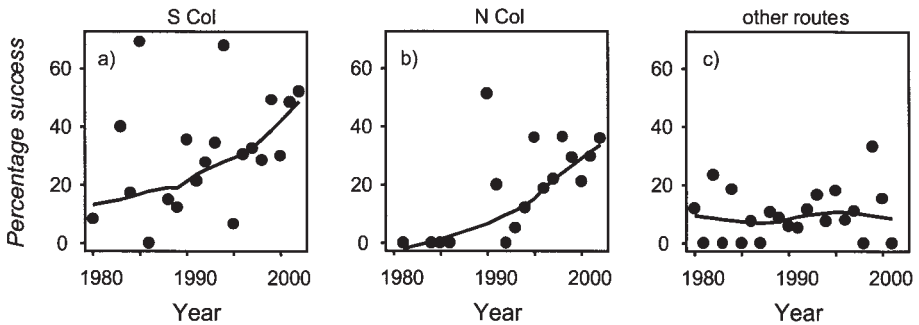 S Col N Col other routes
a) b) c)
Percentage success
60 60 60
40 40 40
20 20 20
0 0 0
1980 1990 2000 1980 1990 2000 1980 1990 2000
Year Year Year